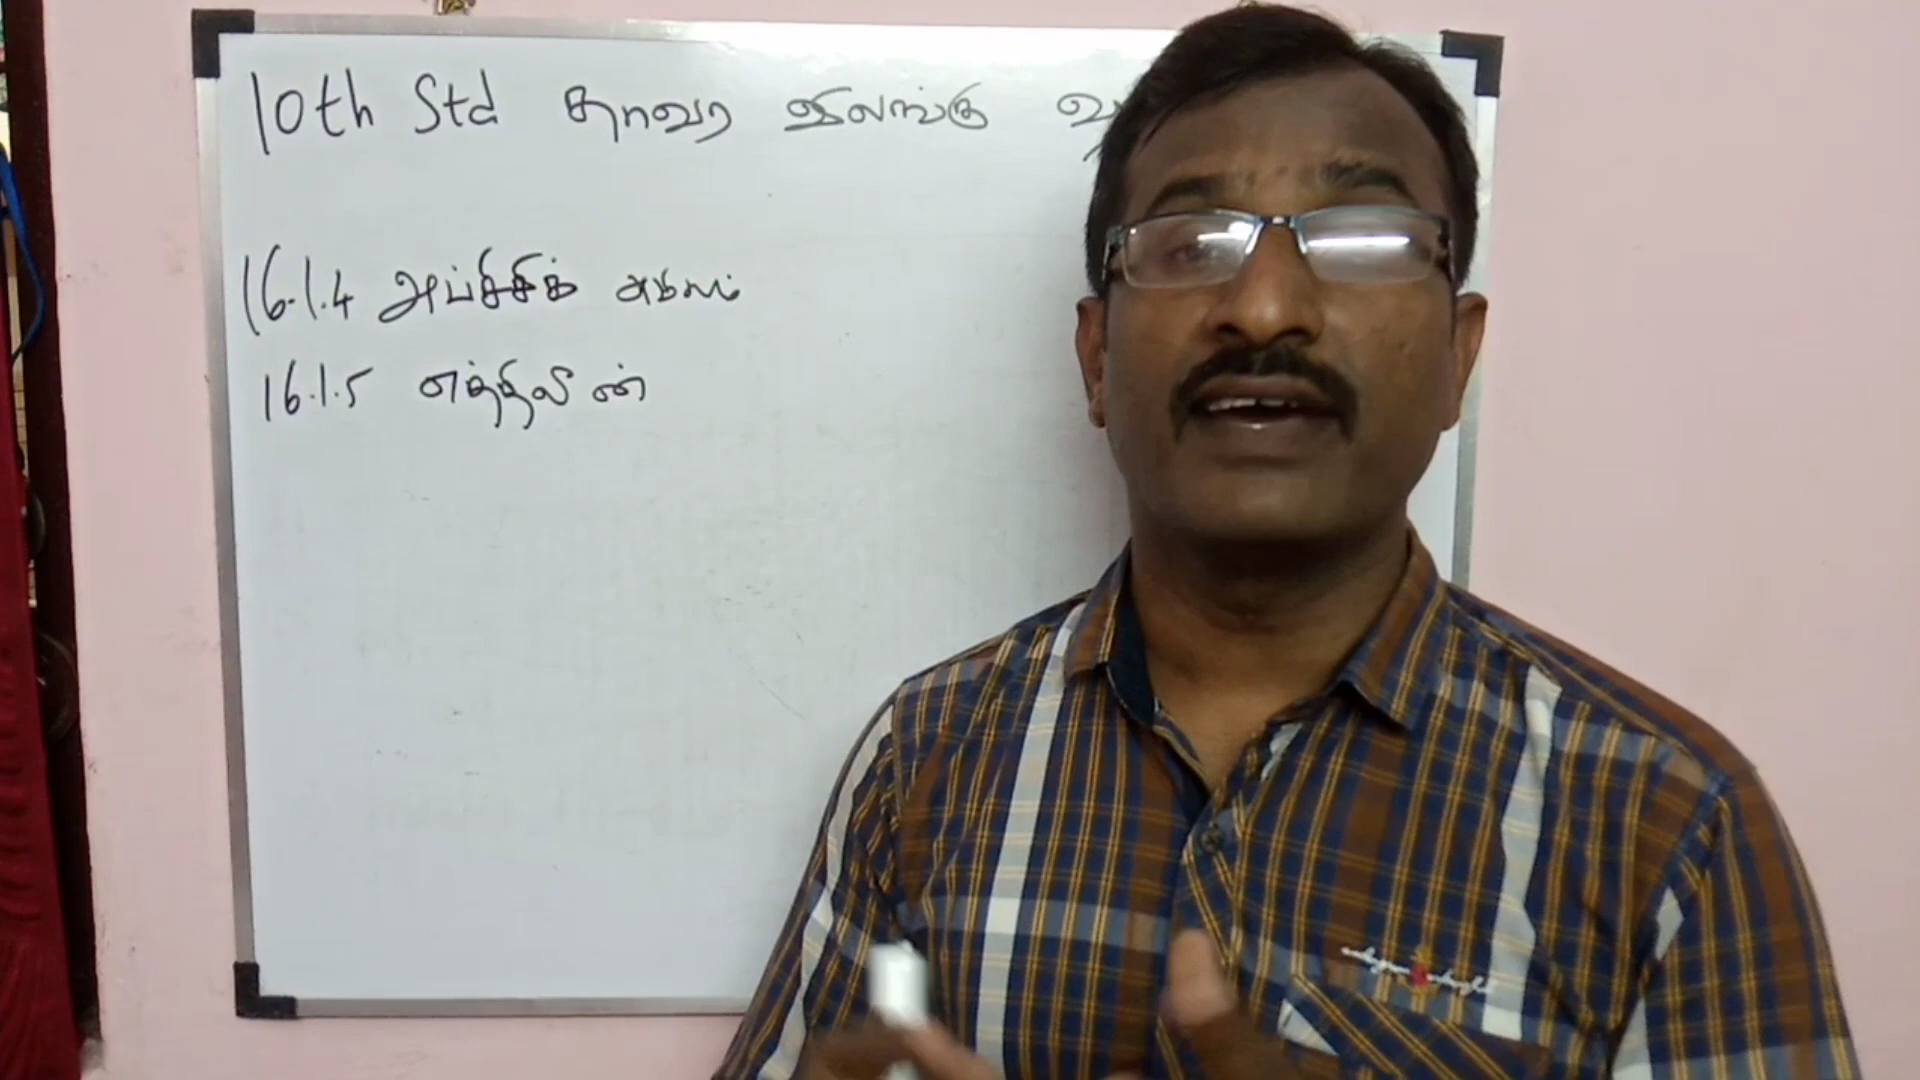 10th Std தாவர விலங்கு
16.1.4 அப்சிசிக் அமிலம்
16.1.5 எத்திலின்